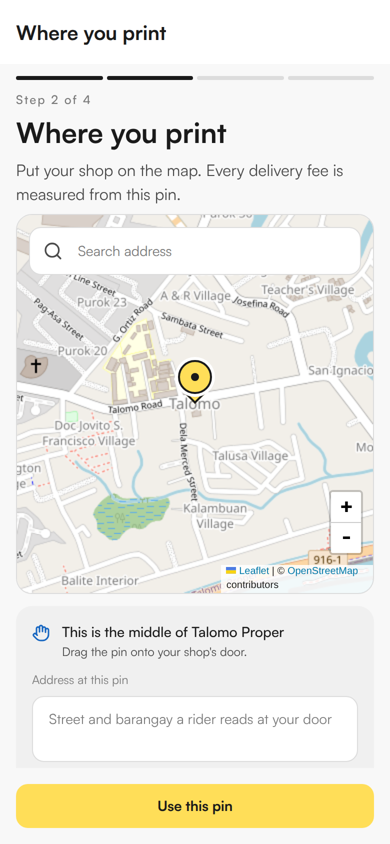 Where you print
Step 2 of 4
Where you print
Put your shop on the map. Every delivery fee is
measured from this pin.
Search address
Line Street
Teacher's Village
Purok 23
A & R Village
Josefina Road
Pag-Asa Street
G. Ortiz Road
Sambata Street
Purok 20
San Ignacio
Talomo Road
Talomo
Doc Jovito S.
Francisco Village
Dela Merced Street
Talusa Village
Kalambuan
Village
+
-
916-1
Leaflet | © OpenStreetMap
contributors
Balite Interior
This is the middle of Talomo Proper
Drag the pin onto your shop's door.
Address at this pin
Street and barangay a rider reads at your door
Use this pin